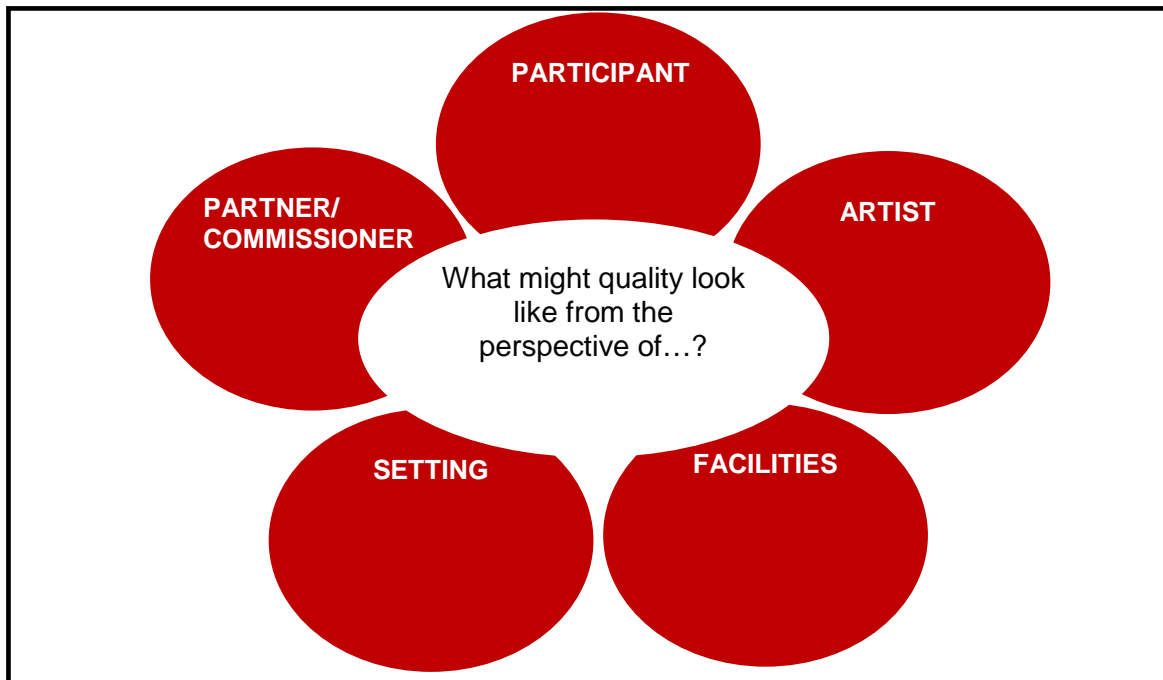 PARTICIPANT
PARTNER/
COMMISSIONER
ARTIST
What might quality look
like from the
perspective of…?
SETTING
FACILITIES